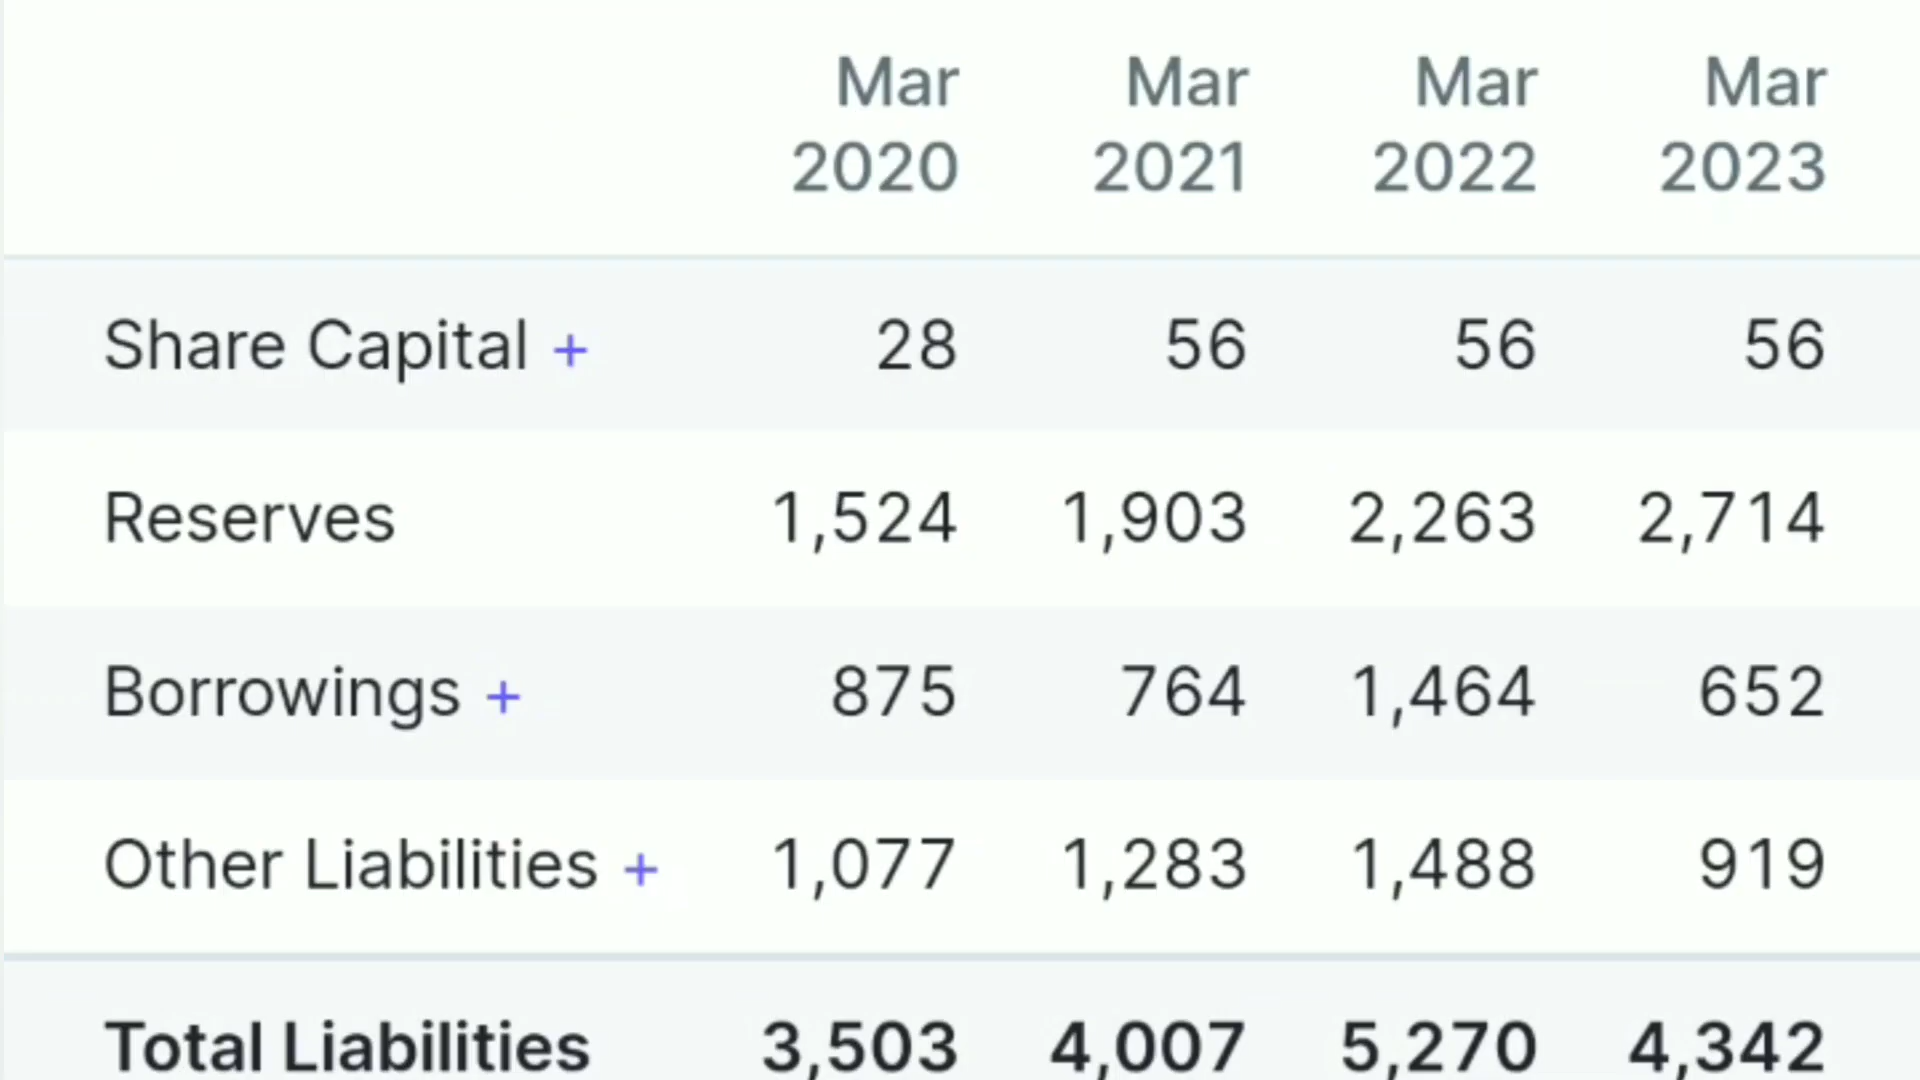 Mar Mar Mar Mar
2020 2021 2022 2023
Share Capital + 28 56 56 56
Reserves 1,524 1,903 2,263 2,714
Borrowings + 875 764 1,464 652
Other Liabilities + 1,077 1,283 1,488 919
Total Liabilities 3,503 4,007 5,270 4,342